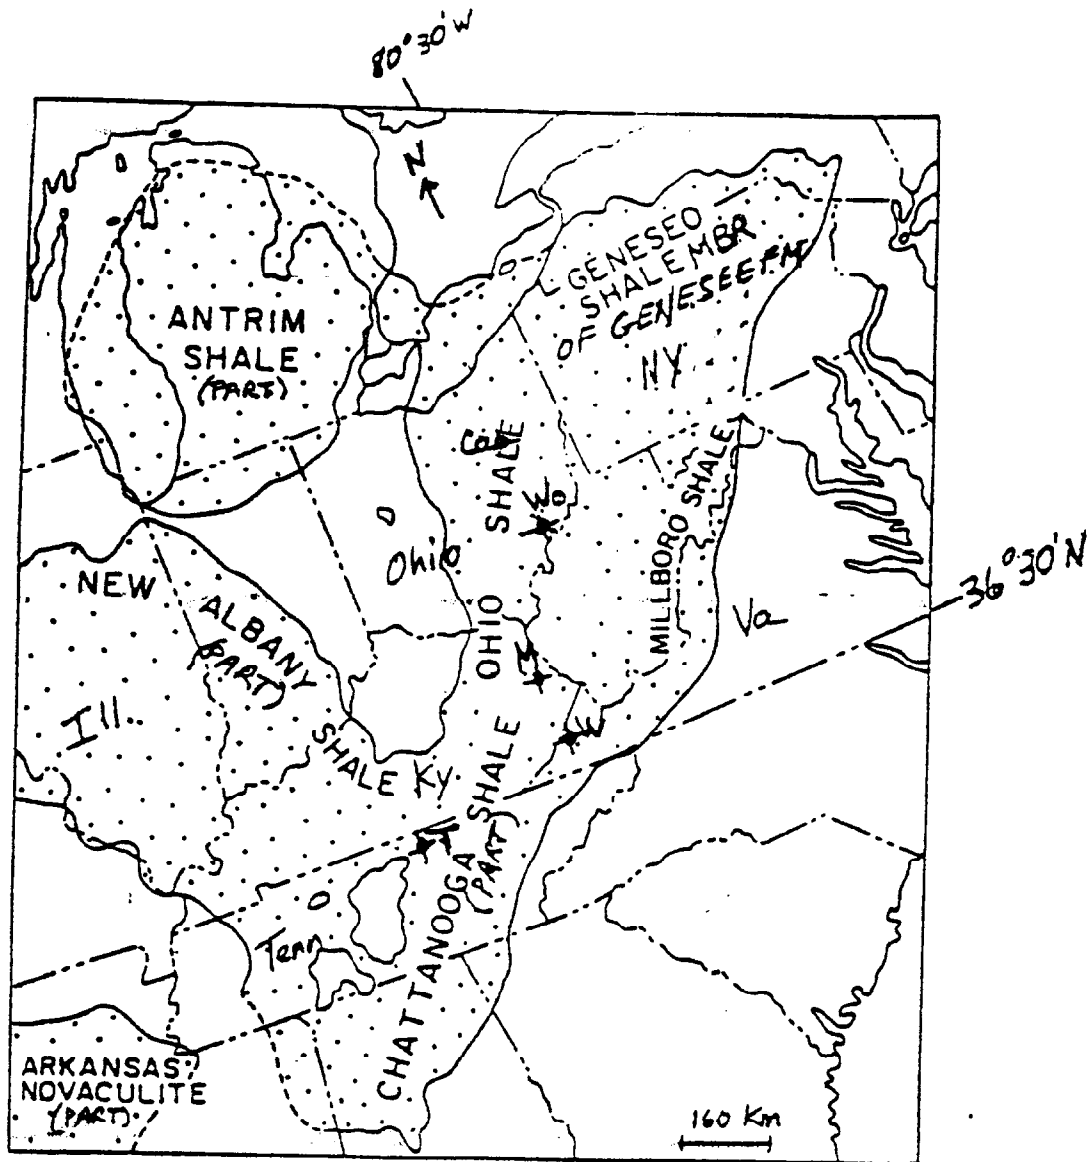 80°30'W
N
GENESEO
SHALE MBR
OF GENESEE FM
NY
ANTRIM
SHALE
(PART)
OHIO SHALE
MILLBORO SHALE
Ohio
Va
36°30'N
NEW
ALBANY
(PART)
SHALE
Ill.
Ky
CHATTANOOGA SHALE
(PART)
Tenn
ARKANSAS
NOVACULITE
(PART)
160 Km